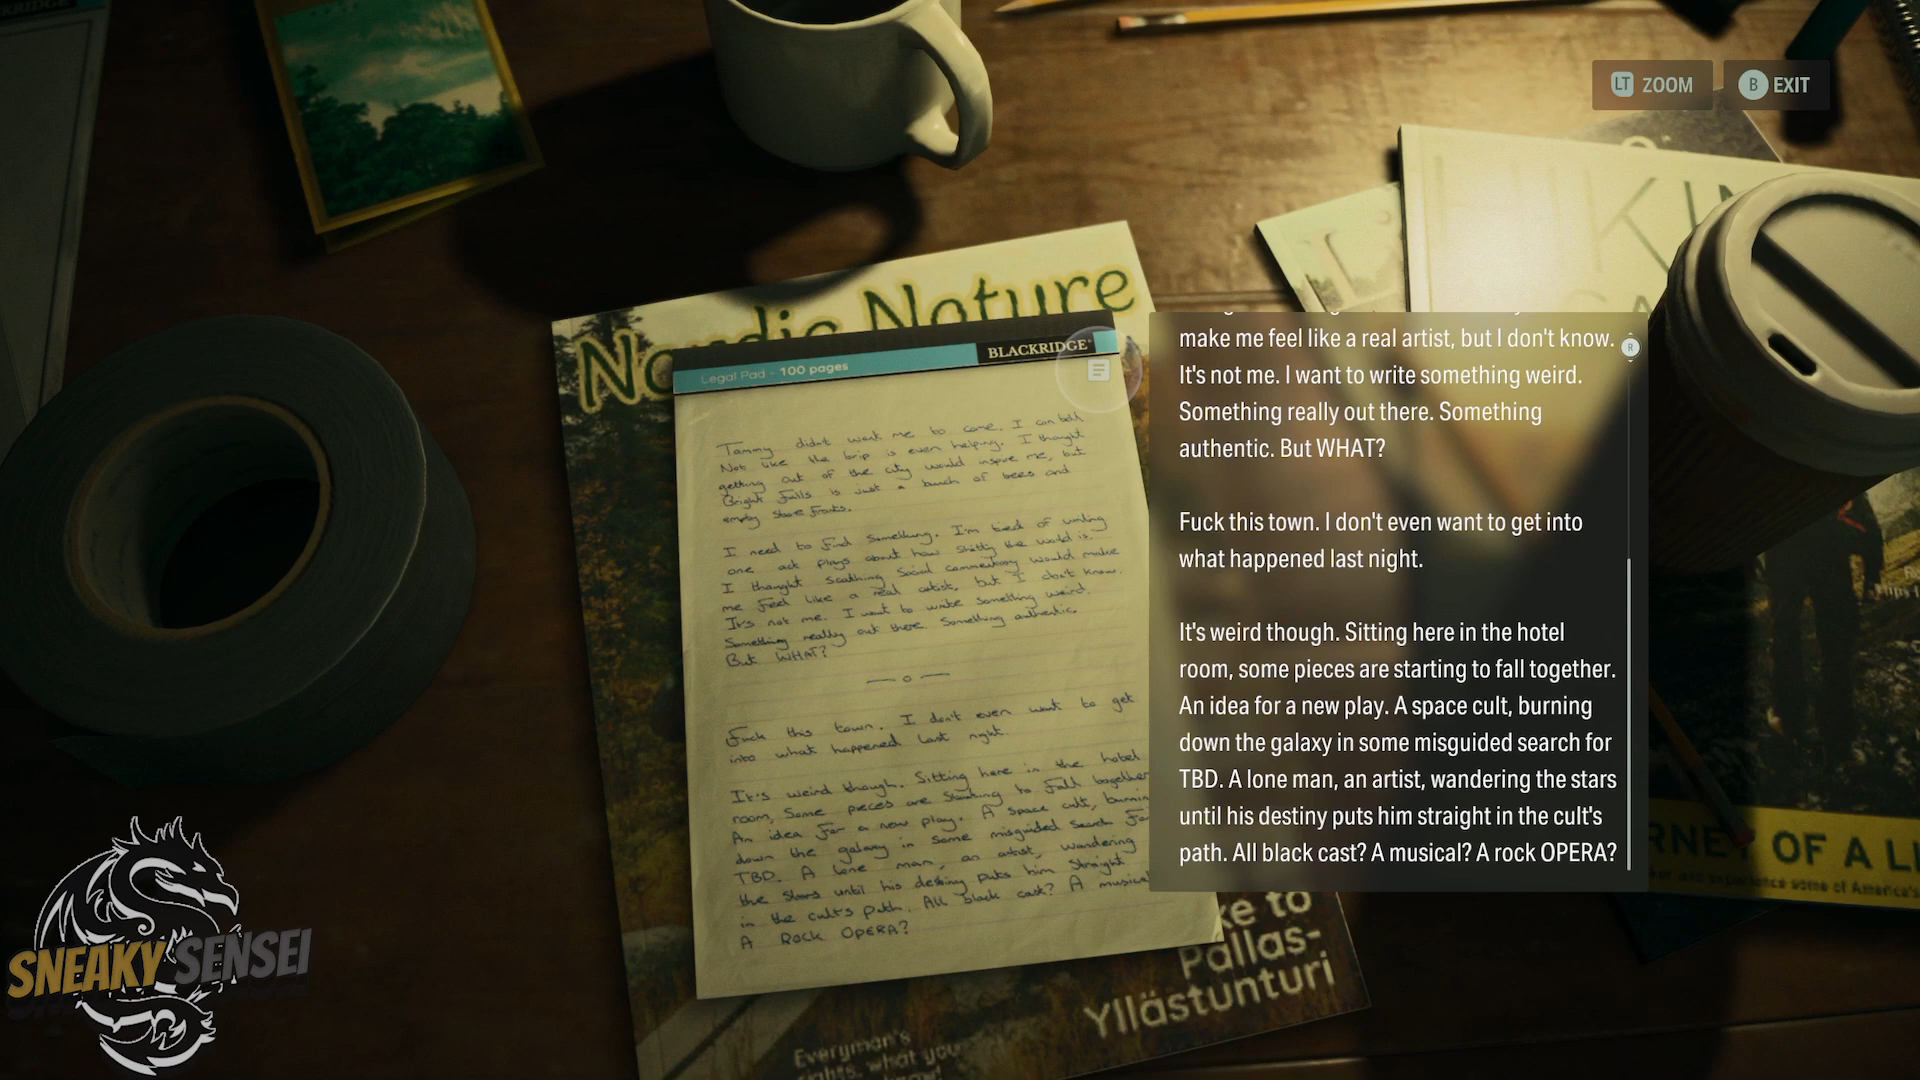 BLACKRIDGE
LT ZOOM
B EXIT
Nordic Nature
Legal Pad - 100 pages
BLACKRIDGE
Tammy didn't want me to come. I can tell
Not like the trip is even helping. I thought
getting out of the city would inspire me, but
Bright Falls is just a bunch of trees and
empty store fronts.
I need to find something. I'm tired of writing
one act plays about how shitty the world is.
I thought scathing social commentary would make
me feel like a real artist, but I don't know.
It's not me. I want to write something weird.
Something really out there. Something authentic.
But WHAT?
Fuck this town. I don't even want to get
into what happened last night.
It's weird though. Sitting here in the hotel
room, some pieces are starting to fall together
An idea for a new play. A space cult, burning
down the galaxy in some misguided search for
TBD. A lone man, an artist, wandering
the stars until his destiny puts him straight
in the cult's path. All black cast? A musical
A ROCK OPERA?
make me feel like a real artist, but I don't know.
It's not me. I want to write something weird.
Something really out there. Something
authentic. But WHAT?
Fuck this town. I don't even want to get into
what happened last night.
It's weird though. Sitting here in the hotel
room, some pieces are starting to fall together.
An idea for a new play. A space cult, burning
down the galaxy in some misguided search for
TBD. A lone man, an artist, wandering the stars
until his destiny puts him straight in the cult's
path. All black cast? A musical? A rock OPERA?
R
OF A LI
ke to
Pallas-
Yllästunturi
Everyman's
what you
SNEAKY SENSEI